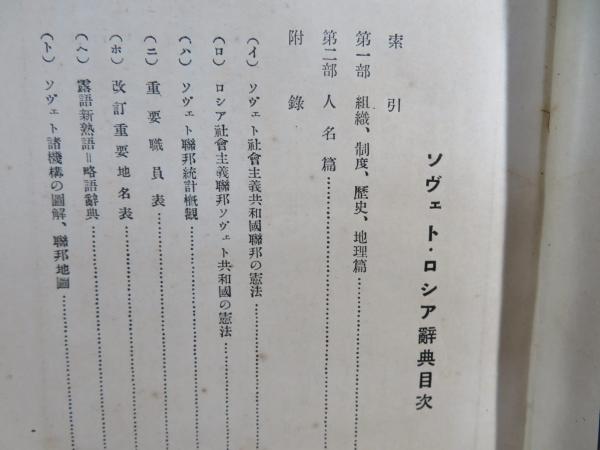 ソヴェト・ロシア辭典目次
索引
第一部 組織、制度、歷史、地理篇
第二部 人名篇
附錄
(イ) ソヴェト社會主義共和國聯邦の憲法
(ロ) ロシア社會主義聯邦ソヴェト共和國の憲法
(ハ) ソヴェト聯邦統計槪觀
(ニ) 重要職員表
(ホ) 改訂重要地名表
(ヘ) 露語新熟語=略語辭典
(ト) ソヴェト諸機構の圖解、聯邦地圖